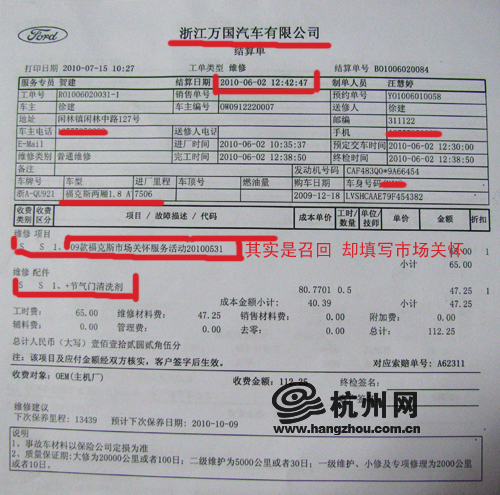 Ford
浙江万国汽车有限公司
结算单
打印日期 2010-07-15 10:27 工单类型 维修 结算单号 B01006020084
服务专员 贺建 结算日期 2010-06-02 12:42:47 制单人员 汪慧婷
工单号 RO1006020031-1 销售单号 预约单号 YO1006010058
车主 徐建 车主编号 OW0912220007 送修人 徐建
地址 闲林镇闲林中路127号 邮编 311122
车主电话 送修人电话 手机
E-Mail 进厂时间 2010-06-02 10:35:37 预定交车时间 2010-06-02 12:30:00
维修类别 普通维修 完工时间 2010-06-02 12:38:50 终检时间 2010-06-02 12:38:50
备注 发动机号码 CAF483Q0*9A66454
车牌号 车型 进厂里程 车顶号 燃油量 购车日期 车身号码
浙A-QU921 福克斯两厢1.8 A 7506 2009-12-18 LVSHCAAE79F454382
收费类别 收费区分 项目 / 故障描述 / 代码 成本单价 工时/数量 单位/技师 单价 金额 折扣
维修 项目
S S 1、09款福克斯市场关怀服务活动20100531 65.00 1
其实是召回 却填写市场关怀
小计 65.00
维修 配件
S S 1、+节气门清洗剂 80.7701 0.5 47.25 1
成本金额小计: 40.39 小计 47.25
工时费: 65.00 维修材料费: 47.25 销售材料费: 0.00 附加费: 0.00
辅料费: 0.00 管理费: 0.00 去零: 0.00
总计人民币(大写) 壹佰壹拾贰圆贰角伍分 总计: 112.25
注:该项目及应付金额经双方核实,客户签字后生效。 对应索赔单号: A62311
收费对象: OEM(主机厂) 收费金额: 112.25 终检签名:
维修建议
下次保养里程: 13439 预计下次保养日期: 2010-10-09
杭州网
www.hangzhou.com.cn
说明
1、事故车材料以保险公司定损为准
2、质量保证期:大修为20000公里或者100日;二级维护为5000公里或者30日;一级维护、小修及专项修理为2000公里或者10日。